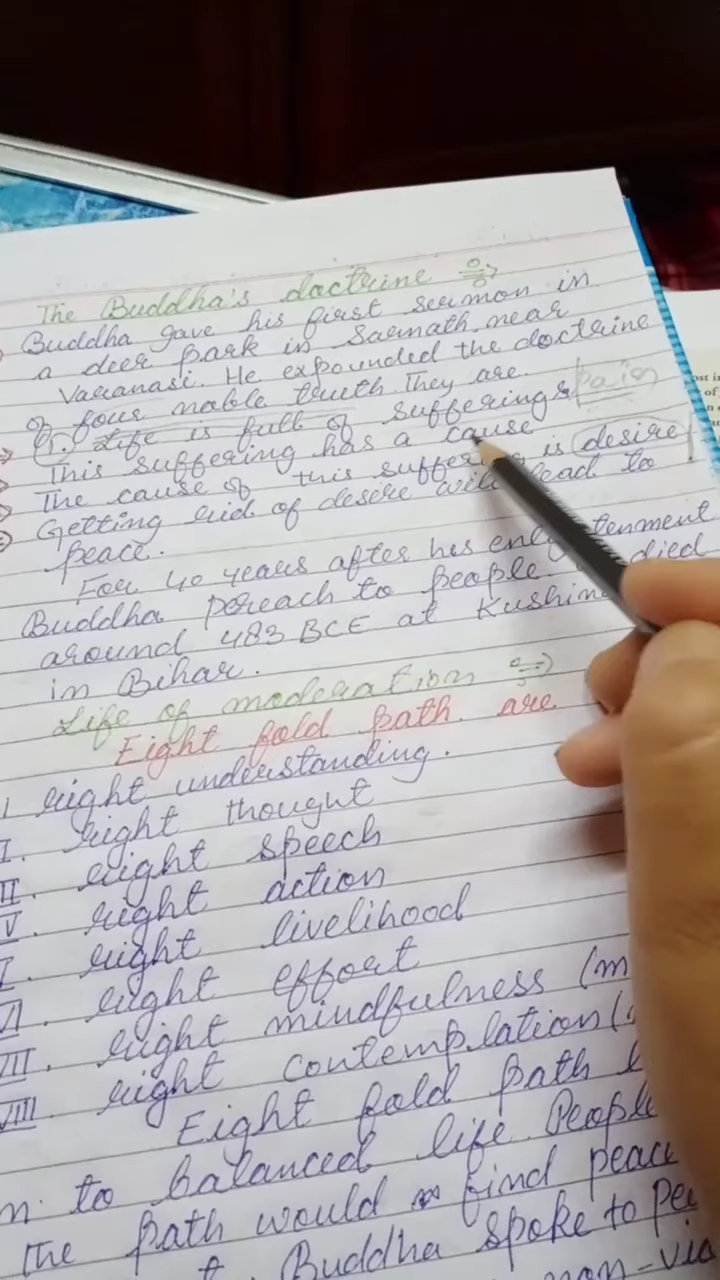 The Buddha's doctrine
Buddha gave his first sermon in
a deer park in Sarnath near
Varanasi. He expounded the doctrine
of four noble truth They are.
1. Life is full of sufferings pain
This suffering has a cause
The cause of this suffering is desire
Getting rid of desire will lead to
peace.
For 40 years after his enlightenment
Buddha preach to people. died
around 483 BCE at
in Bihar.
Life of moderation
Eight fold path are
I right understanding.
right thought
right speech
right action
right livelihood
right effort
right mindfulness (m
VIII right contemplation (
Eight fold path
to balanced life. People
The path would find peace
Buddha spoke to